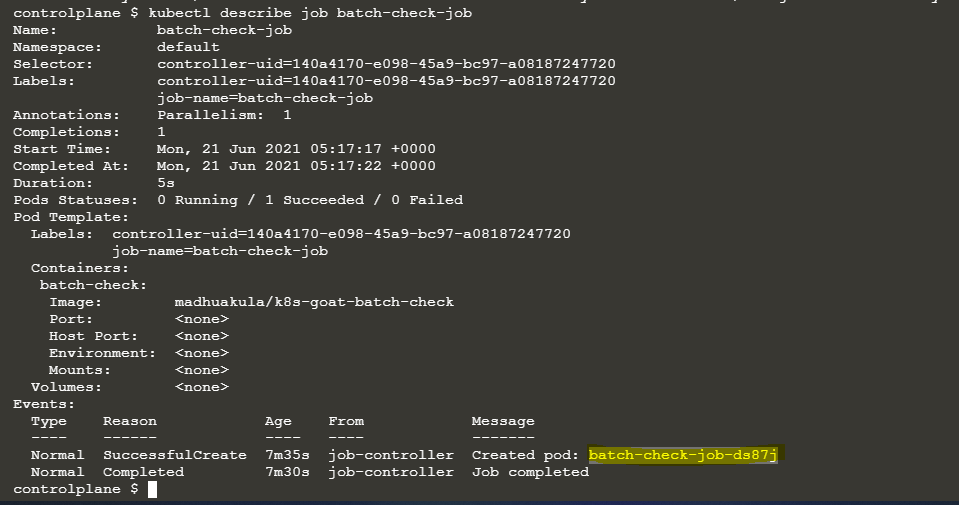 controlplane $ kubectl describe job batch-check-job
Name:           batch-check-job
Namespace:      default
Selector:       controller-uid=140a4170-e098-45a9-bc97-a08187247720
Labels:         controller-uid=140a4170-e098-45a9-bc97-a08187247720
                job-name=batch-check-job
Annotations:    Parallelism:  1
Completions:    1
Start Time:     Mon, 21 Jun 2021 05:17:17 +0000
Completed At:   Mon, 21 Jun 2021 05:17:22 +0000
Duration:       5s
Pods Statuses:  0 Running / 1 Succeeded / 0 Failed
Pod Template:
  Labels:  controller-uid=140a4170-e098-45a9-bc97-a08187247720
           job-name=batch-check-job
  Containers:
   batch-check:
    Image:        madhuakula/k8s-goat-batch-check
    Port:         <none>
    Host Port:    <none>
    Environment:  <none>
    Mounts:       <none>
  Volumes:        <none>
Events:
  Type    Reason            Age    From            Message
  ----    ------            ----   ----            -------
  Normal  SuccessfulCreate  7m35s  job-controller  Created pod: batch-check-job-ds87j
  Normal  Completed         7m30s  job-controller  Job completed
controlplane $